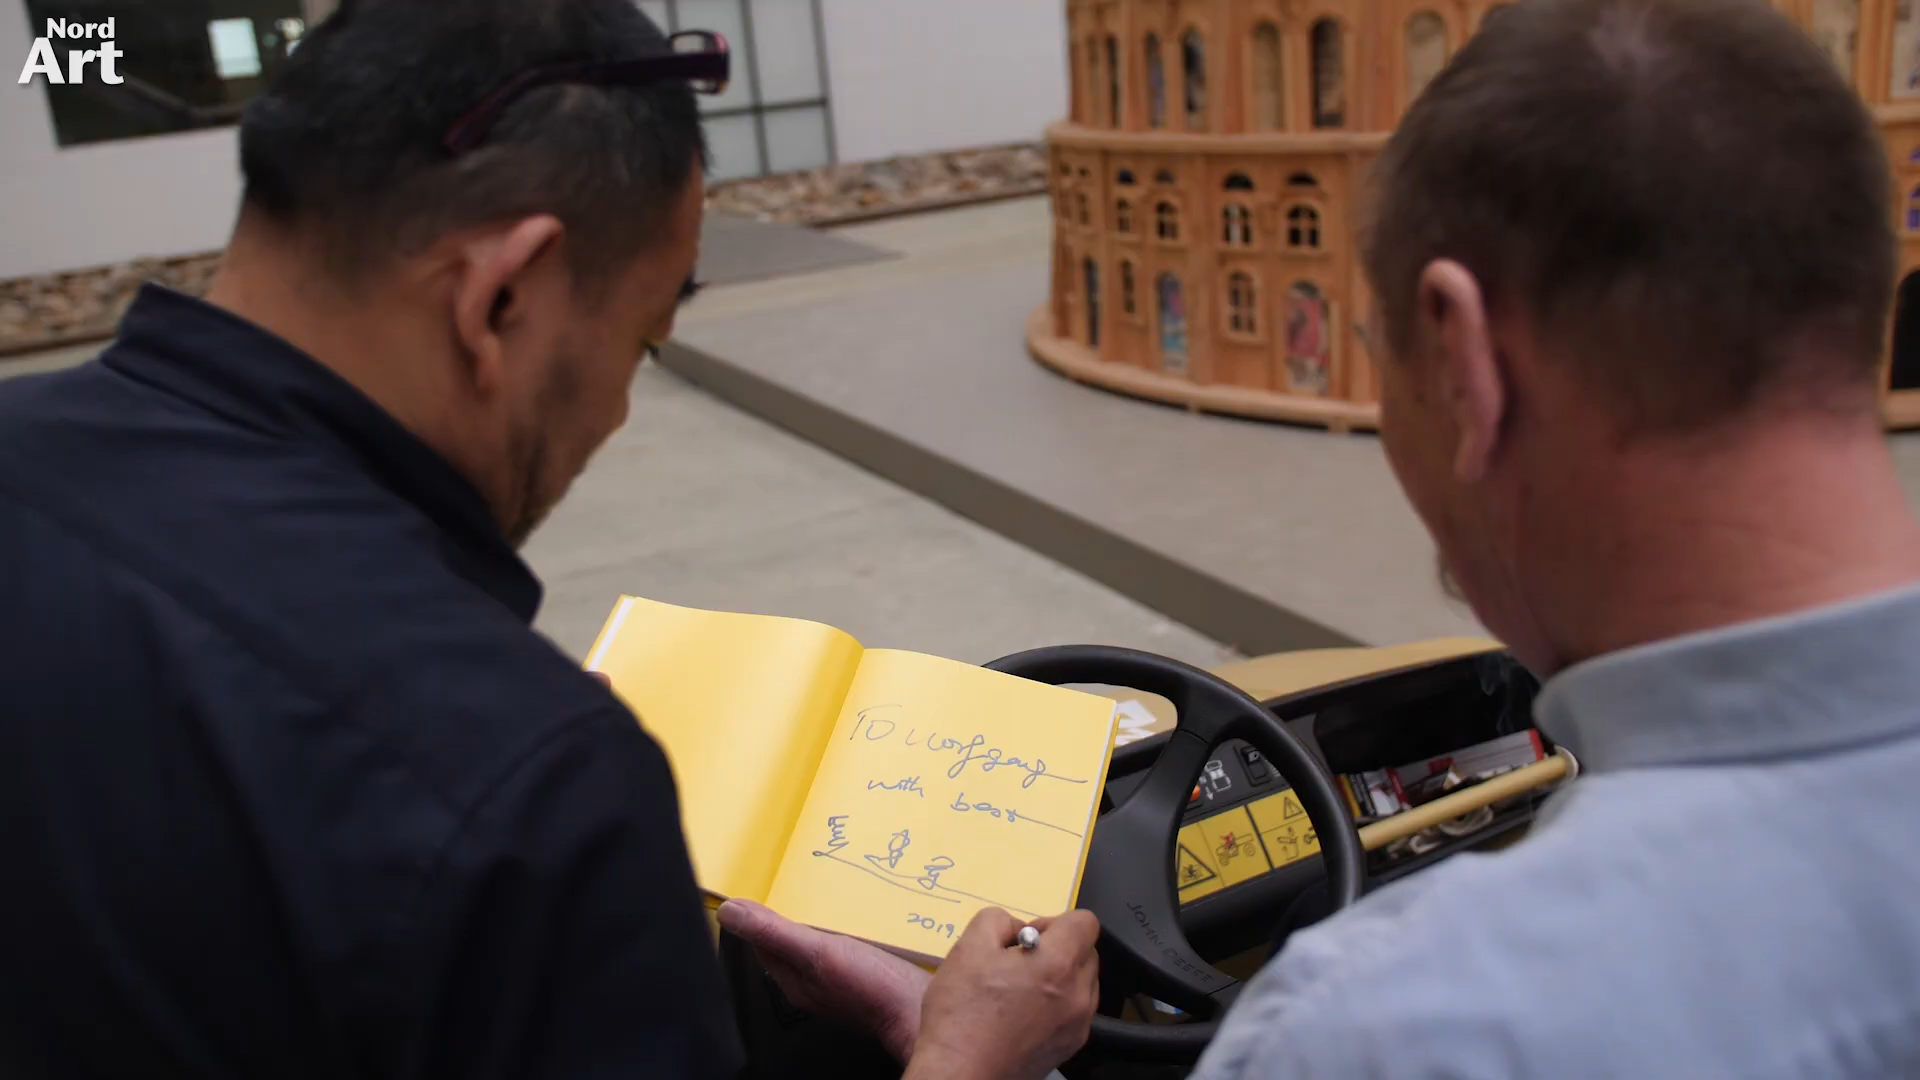 Nord
Art
To Wolfgang
with best
2019.
JOHN DEERE